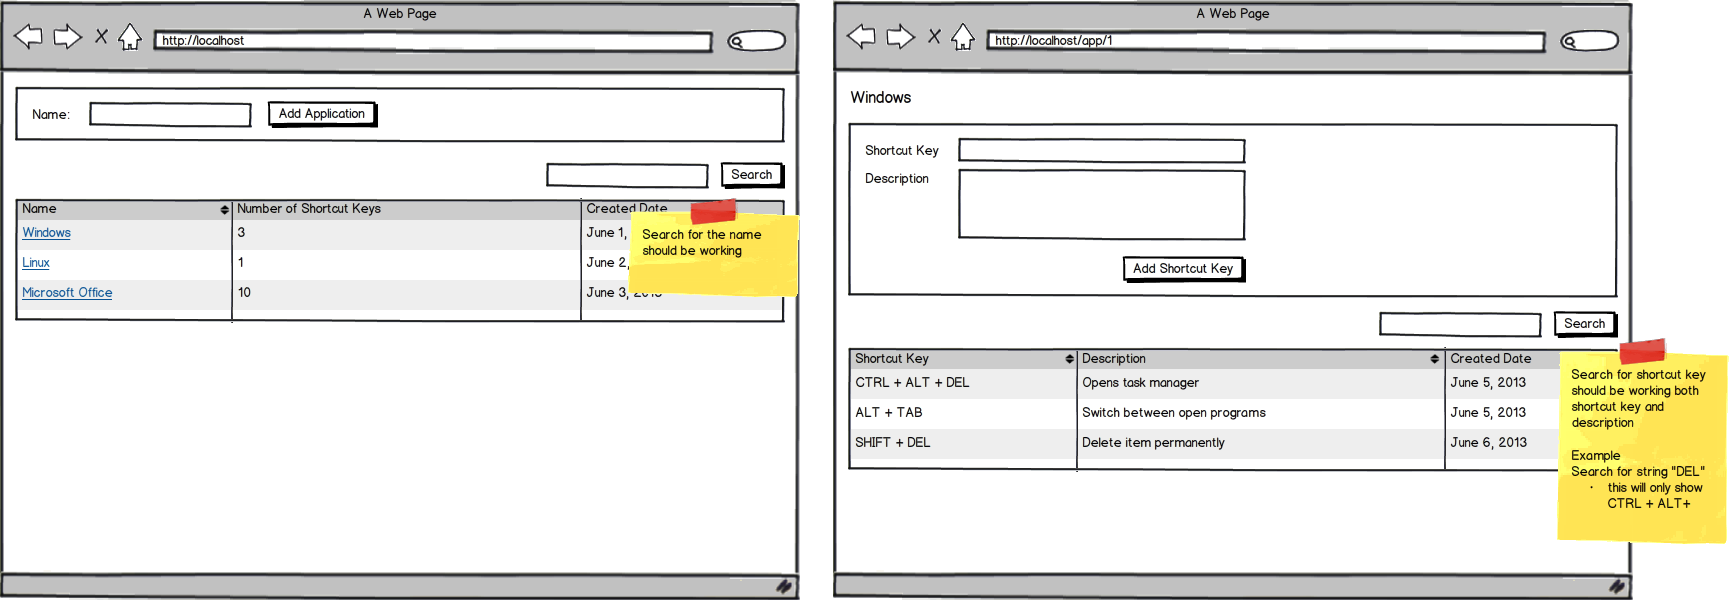 A Web Page
http://localhost
Name:
Add Application
Search
Name
Number of Shortcut Keys
Created Date
Windows
3
June 1,
Linux
1
June 2,
Microsoft Office
10
June 3, 2013
Search for the name
should be working
A Web Page
http://localhost/app/1
Windows
Shortcut Key
Description
Add Shortcut Key
Search
Shortcut Key
Description
Created Date
CTRL + ALT + DEL
Opens task manager
June 5, 2013
ALT + TAB
Switch between open programs
June 5, 2013
SHIFT + DEL
Delete item permanently
June 6, 2013
Search for shortcut key
should be working both
shortcut key and
description
Example
Search for string "DEL"
· this will only show
CTRL + ALT+